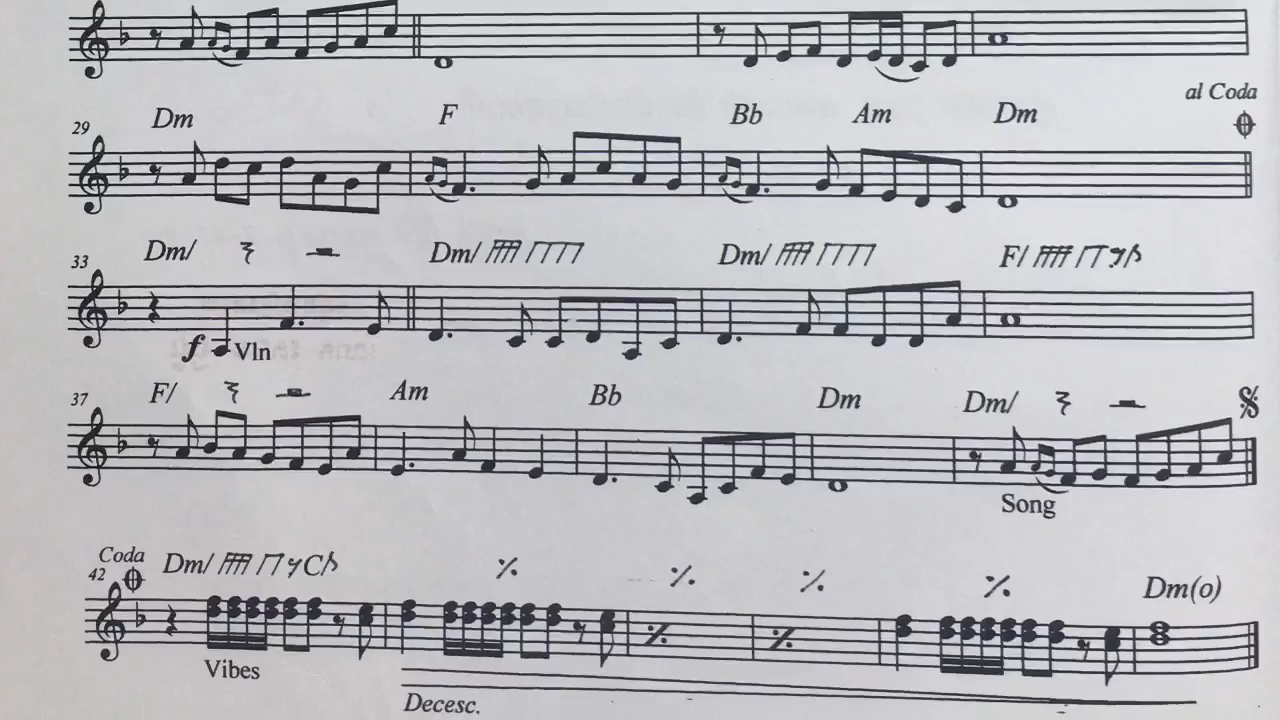 al Coda
Dm F Bb Am Dm
29
Dm/ Dm/ Dm/ F/
33
f Vln
F/ Am Bb Dm Dm/
37
Song
Coda Dm/ C Dm(o)
42
Vibes
Decesc.